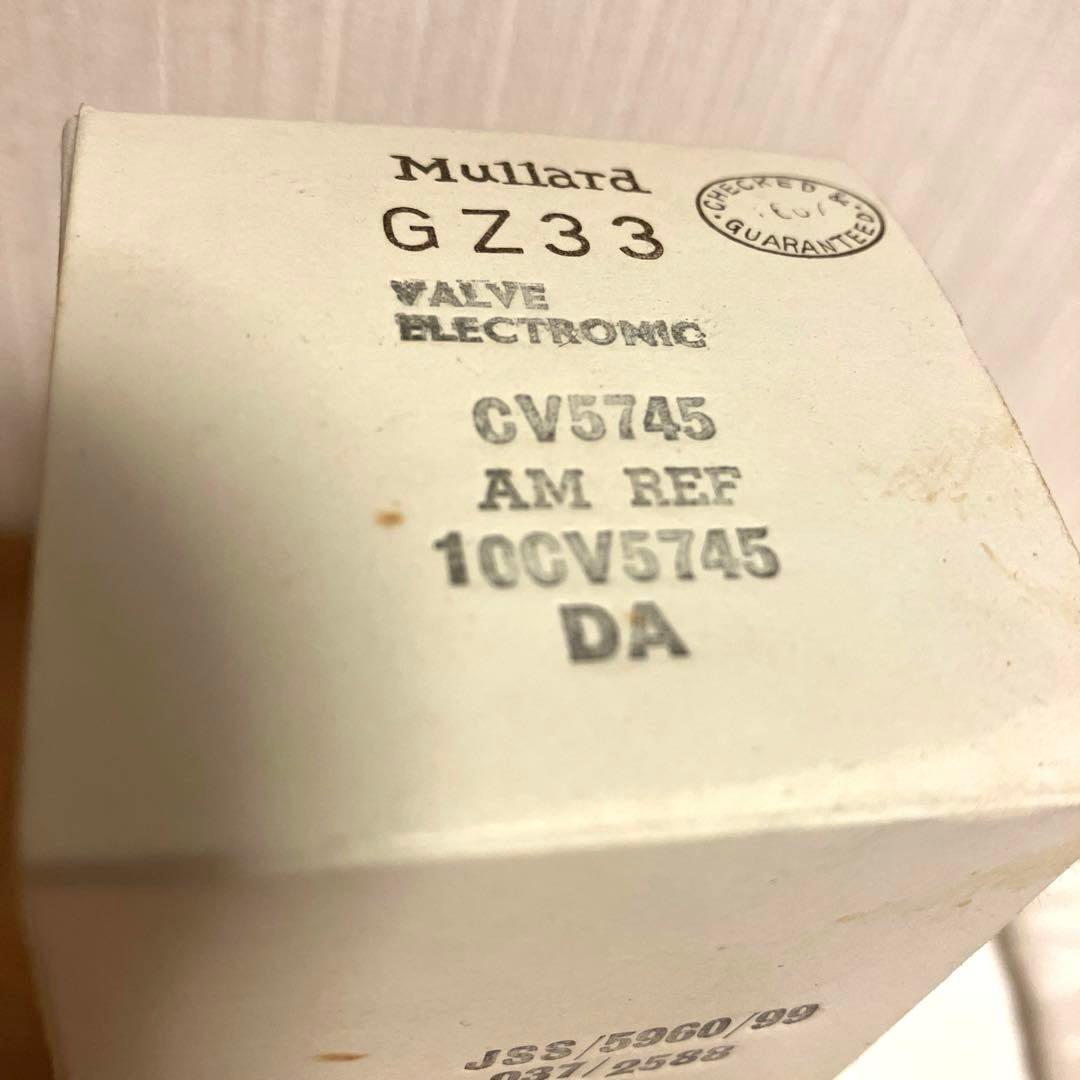 Mullard
GZ33
CHECKED &
GUARANTEED
VALVE
ELECTRONIC
CV5745
AM REF
10CV5745
DA
JSS/5960/99
037/2588